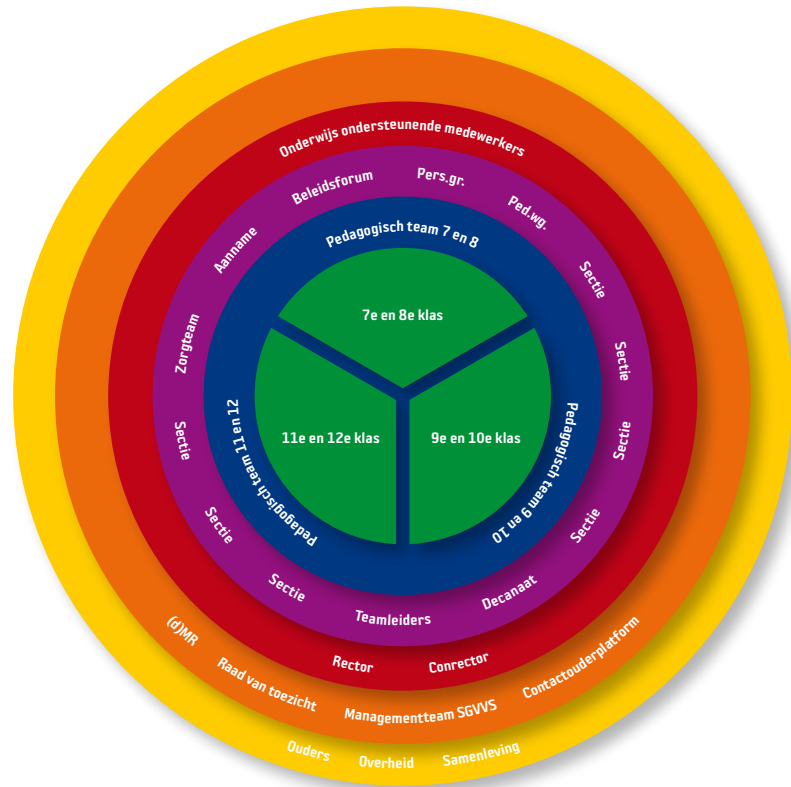 Onderwijs ondersteunende medewerkers
Beleidsforum
Pers.gr.
Ped.wg.
Aanname
Sectie
Zorgteam
Sectie
Sectie
Sectie
Sectie
Sectie
Sectie
Decanaat
Teamleiders
Pedagogisch team 7 en 8
Pedagogisch team 11 en 12
Pedagogisch team 9 en 10
7e en 8e klas
11e en 12e klas
9e en 10e klas
Rector
Conrector
(d)MR
Raad van toezicht
Managementteam SGVVS
Contactouderplatform
Ouders
Overheid
Samenleving